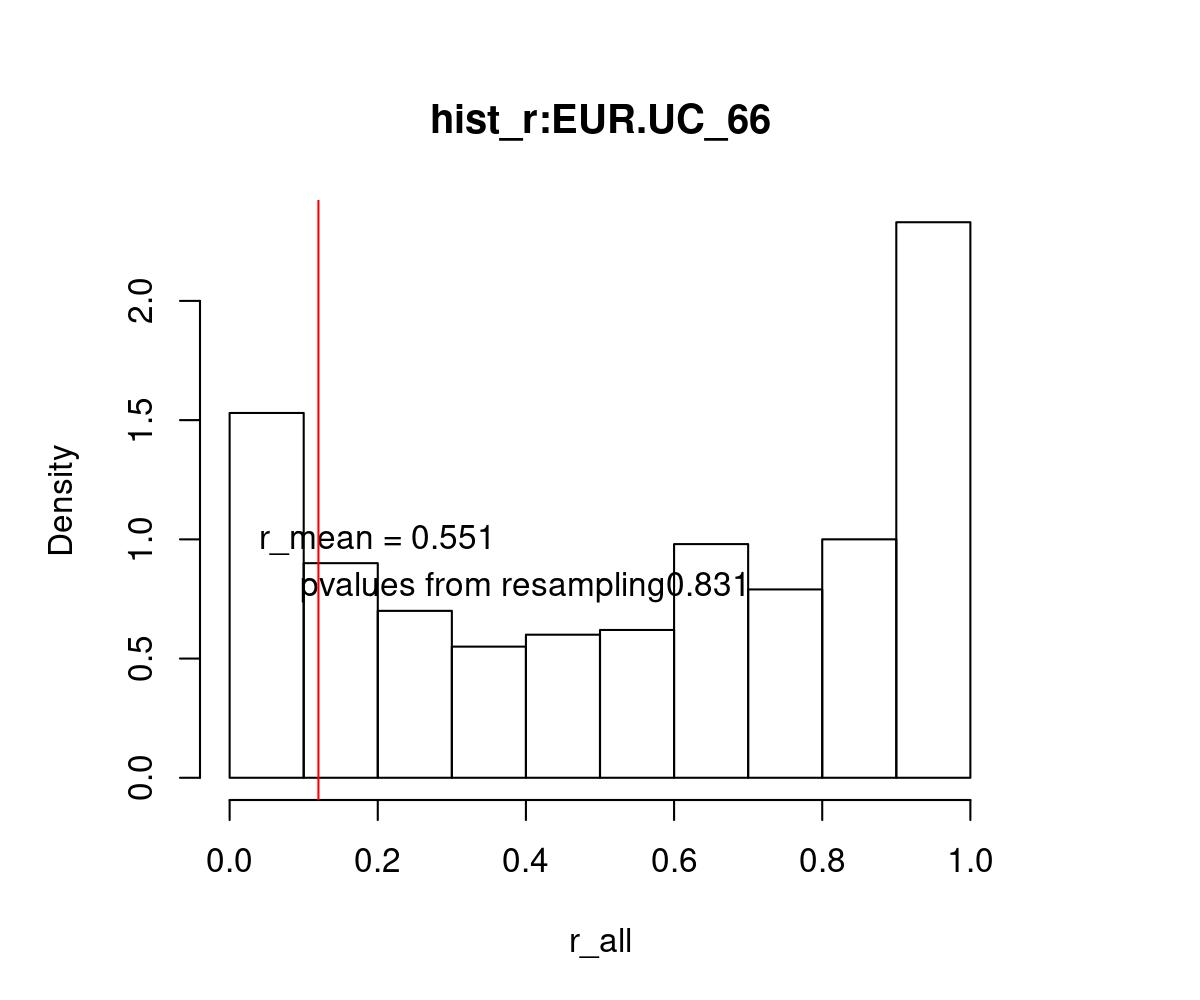 hist_r:EUR.UC_66
2.0
1.5
1.0
0.5
0.0
Density
r_mean = 0.551
pvalues from resampling0.831
0.0 0.2 0.4 0.6 0.8 1.0
r_all